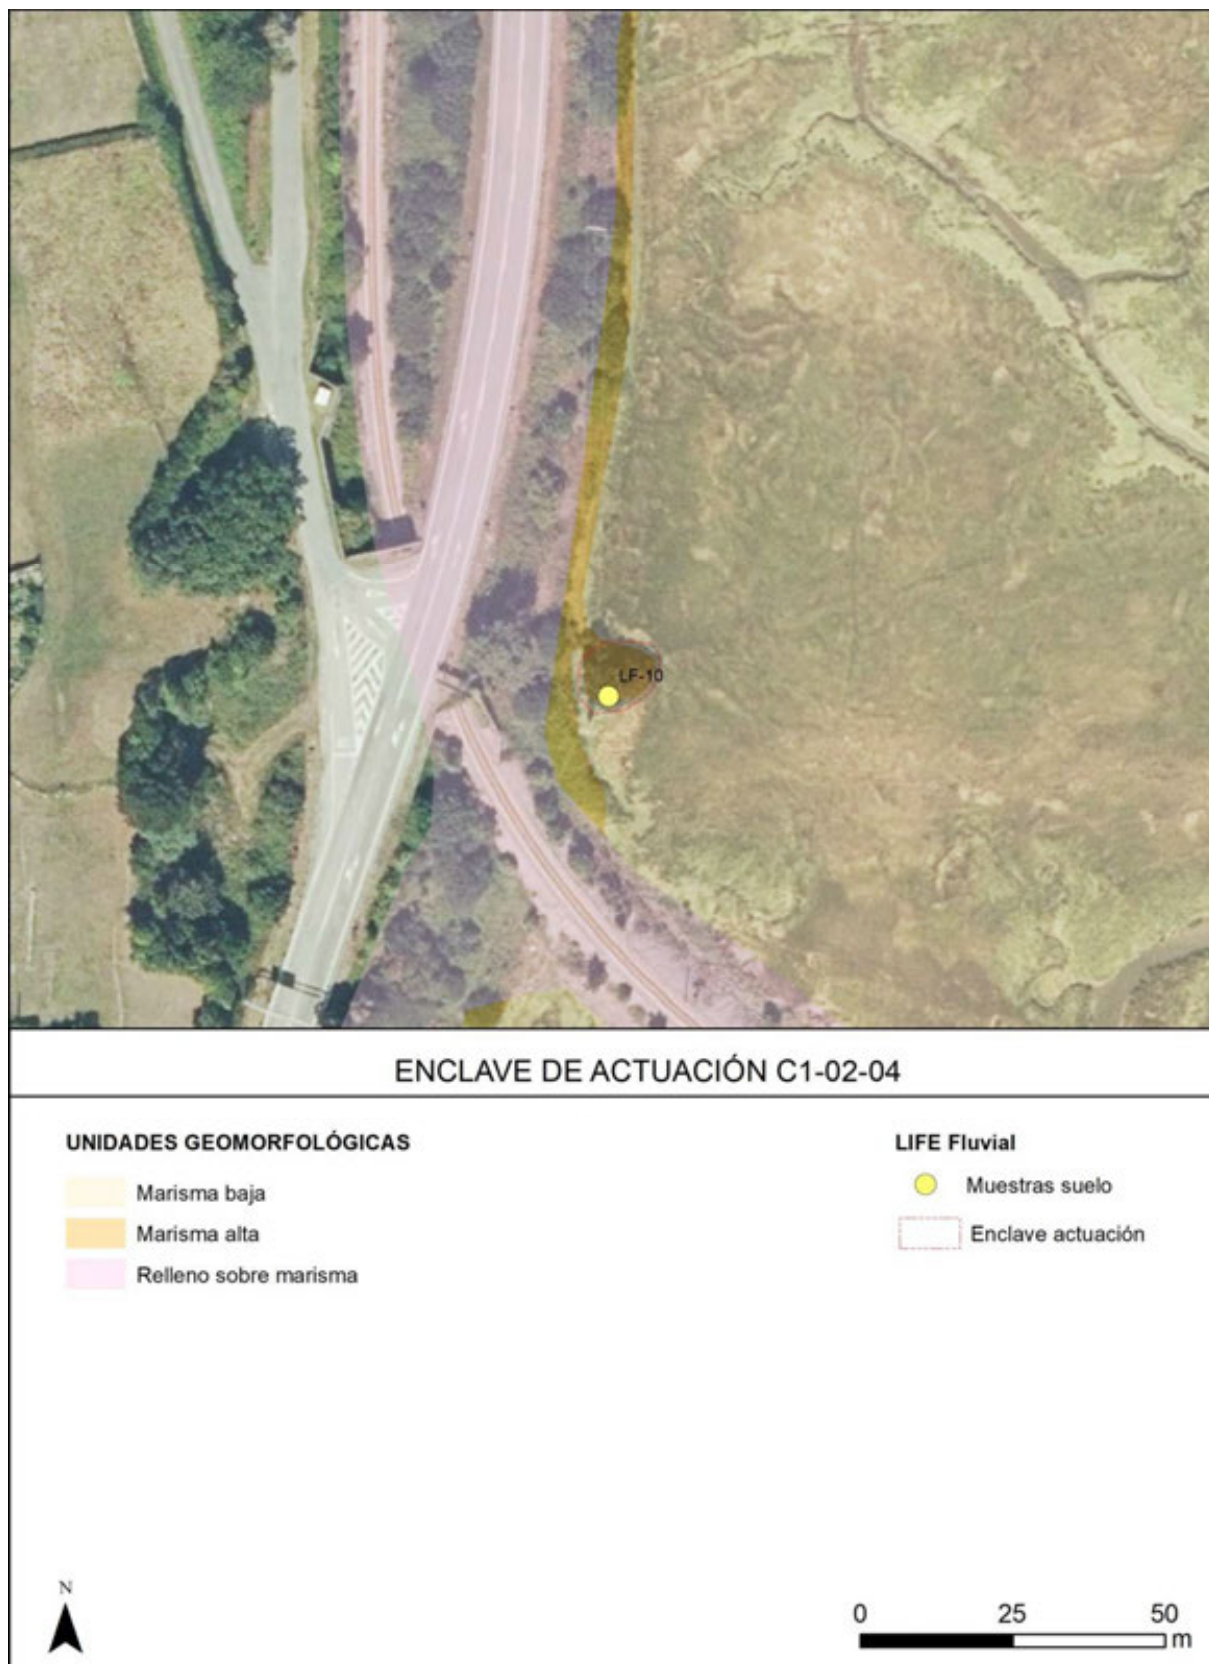 LF-10
ENCLAVE DE ACTUACIÓN C1-02-04
UNIDADES GEOMORFOLÓGICAS
Marisma baja
Marisma alta
Relleno sobre marisma
LIFE Fluvial
Muestras suelo
Enclave actuación
N
0 25 50
m